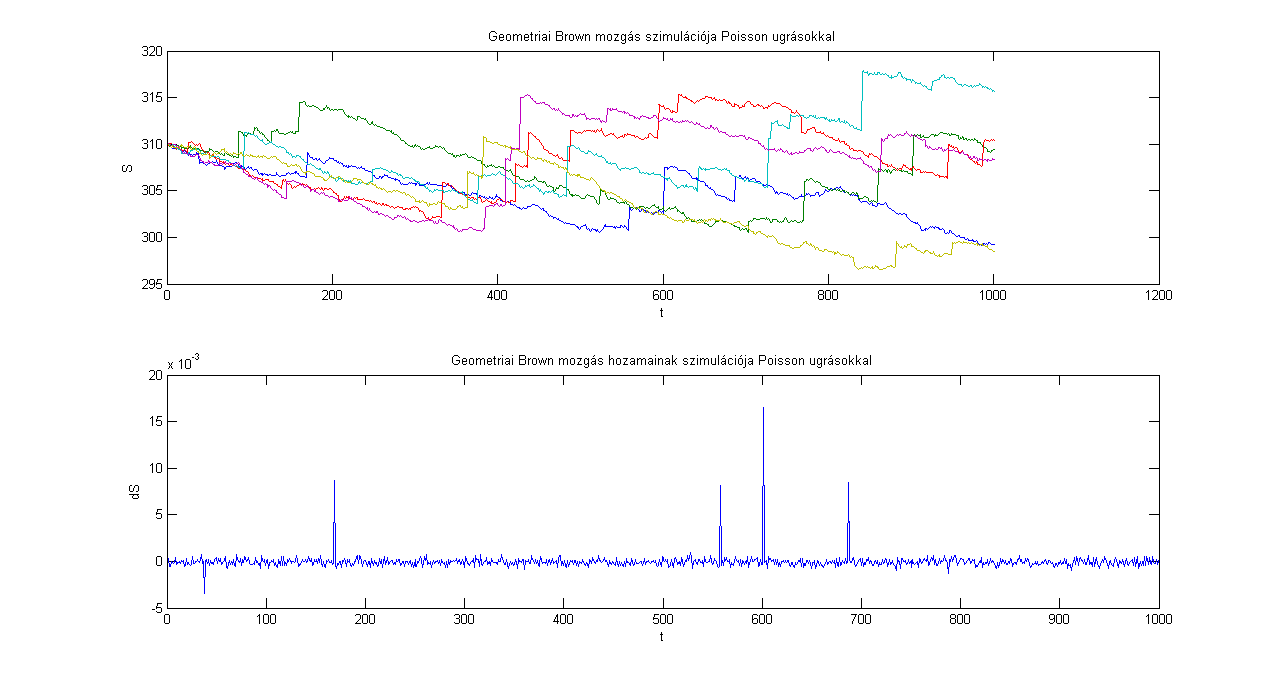 Geometriai Brown mozgás szimulációja Poisson ugrásokkal
320
315
310
305
300
295
S
0 200 400 600 800 1000 1200
t
Geometriai Brown mozgás hozamainak szimulációja Poisson ugrásokkal
x 10^-3
20
15
10
5
0
-5
dS
0 100 200 300 400 500 600 700 800 900 1000
t